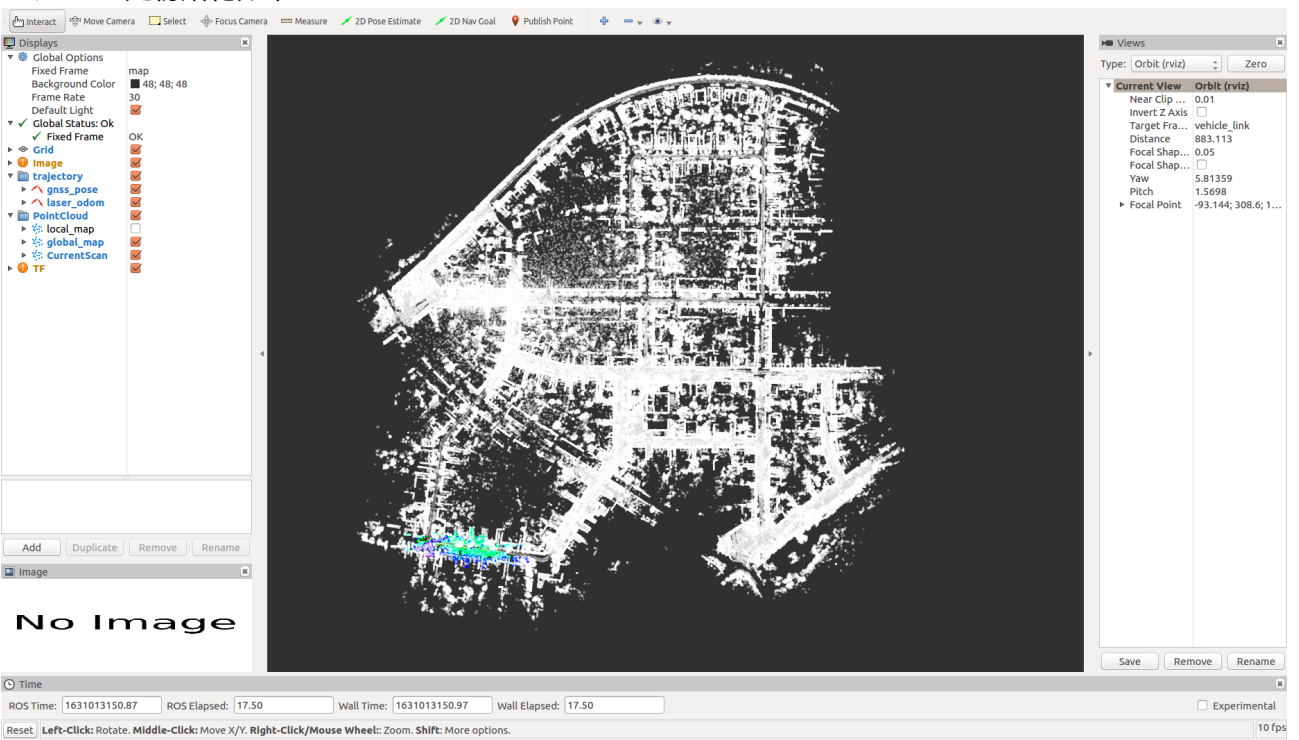 Interact Move Camera Select Focus Camera Measure 2D Pose Estimate 2D Nav Goal Publish Point
Displays
Global Options
Fixed Frame map
Background Color 48; 48; 48
Frame Rate 30
Default Light
Global Status: Ok
Fixed Frame OK
Grid
Image
trajectory
gnss_pose
laser_odom
PointCloud
local_map
global_map
CurrentScan
TF
Add Duplicate Remove Rename
Image
No Image
Views
Type: Orbit (rviz) Zero
Current View Orbit (rviz)
Near Clip ... 0.01
Invert Z Axis
Target Fra... vehicle_link
Distance 883.113
Focal Shap... 0.05
Focal Shap...
Yaw 5.81359
Pitch 1.5698
Focal Point -93.144; 308.6; 1...
Save Remove Rename
Time
ROS Time: 1631013150.87 ROS Elapsed: 17.50 Wall Time: 1631013150.97 Wall Elapsed: 17.50 Experimental
Reset Left-Click: Rotate. Middle-Click: Move X/Y. Right-Click/Mouse Wheel:: Zoom. Shift: More options. 10 fps